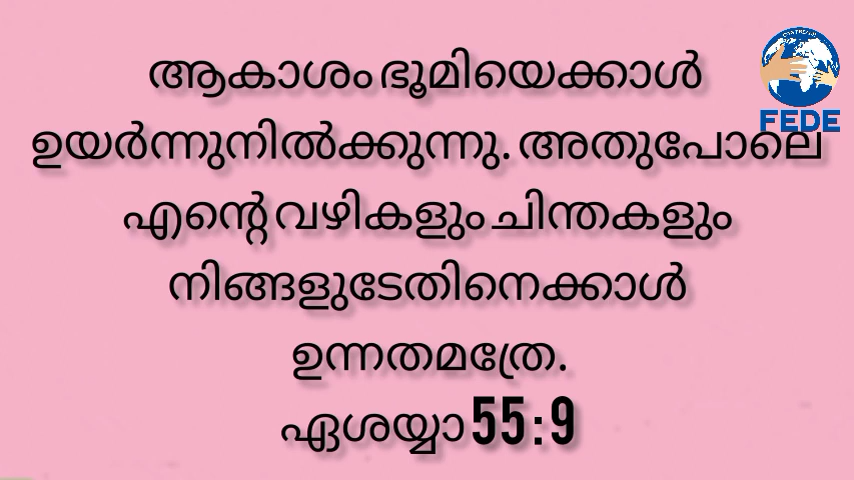 ആകാശം ഭൂമിയെക്കാൾ
ഉയർന്നുനിൽക്കുന്നു. അതുപോലെ
എന്റെ വഴികളും ചിന്തകളും
നിങ്ങളുടേതിനെക്കാൾ
ഉന്നതമത്രേ.
ഏശയ്യാ 55:9
FEDE